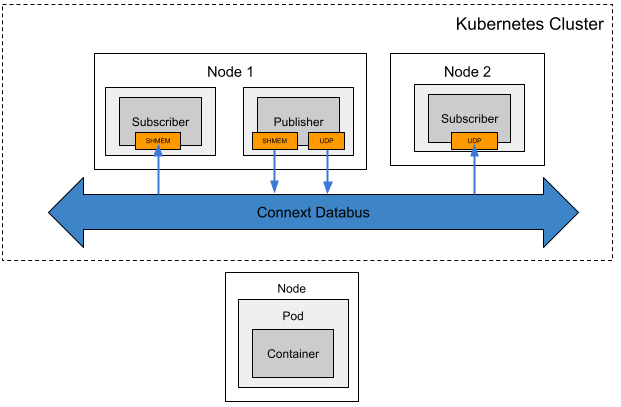 Kubernetes Cluster
Node 1
Node 2
Subscriber
SHMEM
Publisher
SHMEM
UDP
Subscriber
UDP
Connext Databus
Node
Pod
Container